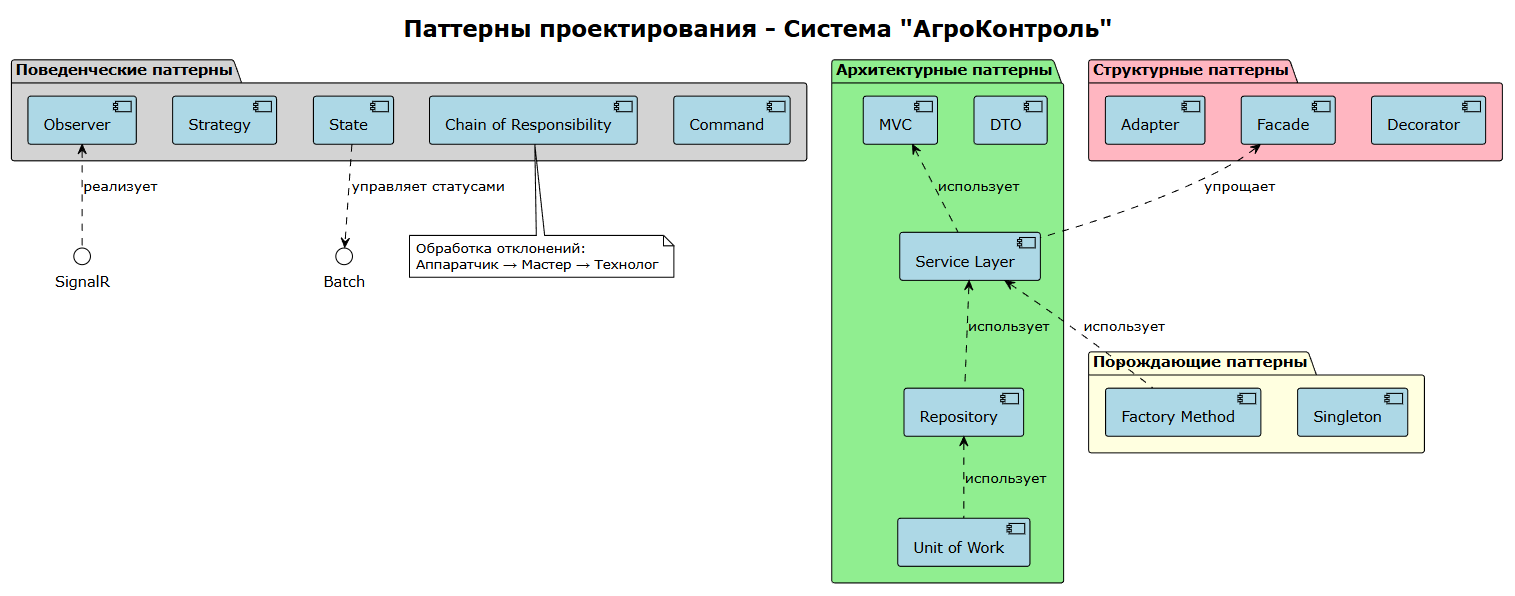 Паттерны проектирования - Система "АгроКонтроль"
Поведенческие паттерны
Observer
Strategy
State
Chain of Responsibility
Command
реализует
управляет статусами
SignalR
Batch
Обработка отклонений:
Аппаратчик → Мастер → Технолог
Архитектурные паттерны
MVC
DTO
использует
Service Layer
использует
Repository
использует
Unit of Work
Структурные паттерны
Adapter
Facade
Decorator
упрощает
использует
Порождающие паттерны
Factory Method
Singleton